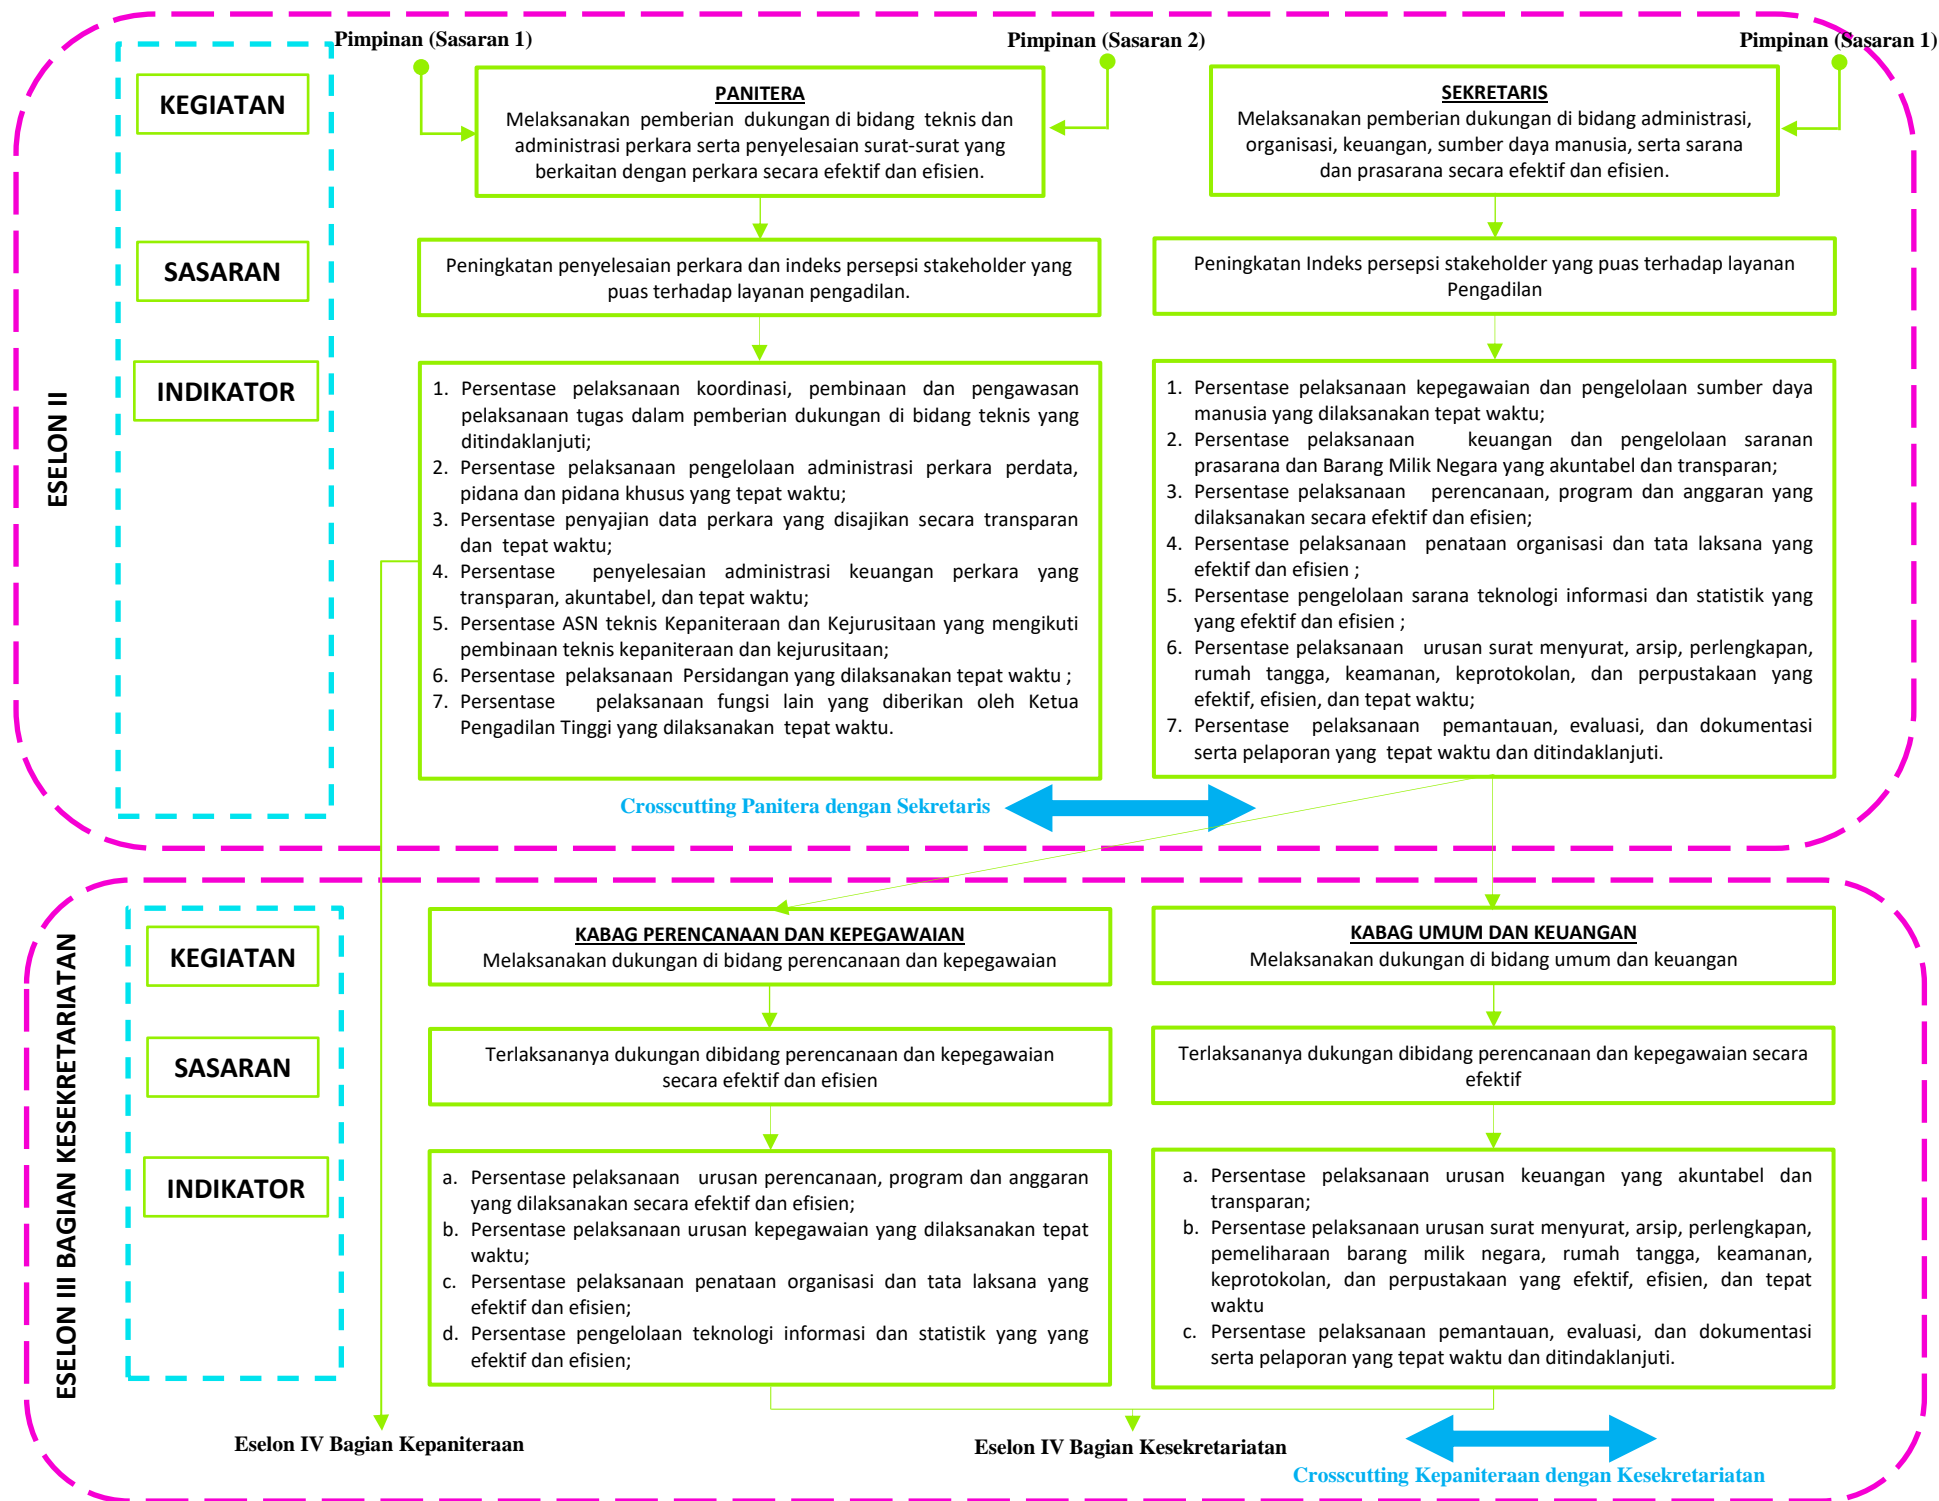 Pimpinan (Sasaran 1)
Pimpinan (Sasaran 2)
Pimpinan (Sasaran 1)
ESELON II
KEGIATAN
PANITERA
Melaksanakan pemberian dukungan di bidang teknis dan
administrasi perkara serta penyelesaian surat-surat yang
berkaitan dengan perkara secara efektif dan efisien.
SEKRETARIS
Melaksanakan pemberian dukungan di bidang administrasi,
organisasi, keuangan, sumber daya manusia, serta sarana
dan prasarana secara efektif dan efisien.
SASARAN
Peningkatan penyelesaian perkara dan indeks persepsi stakeholder yang
puas terhadap layanan pengadilan.
Peningkatan Indeks persepsi stakeholder yang puas terhadap layanan
Pengadilan
INDIKATOR
1. Persentase pelaksanaan koordinasi, pembinaan dan pengawasan
pelaksanaan tugas dalam pemberian dukungan di bidang teknis yang
ditindaklanjuti;
2. Persentase pelaksanaan pengelolaan administrasi perkara perdata,
pidana dan pidana khusus yang tepat waktu;
3. Persentase penyajian data perkara yang disajikan secara transparan
dan tepat waktu;
4. Persentase penyelesaian administrasi keuangan perkara yang
transparan, akuntabel, dan tepat waktu;
5. Persentase ASN teknis Kepaniteraan dan Kejurusitaan yang mengikuti
pembinaan teknis kepaniteraan dan kejurusitaan;
6. Persentase pelaksanaan Persidangan yang dilaksanakan tepat waktu ;
7. Persentase pelaksanaan fungsi lain yang diberikan oleh Ketua
Pengadilan Tinggi yang dilaksanakan tepat waktu.
1. Persentase pelaksanaan kepegawaian dan pengelolaan sumber daya
manusia yang dilaksanakan tepat waktu;
2. Persentase pelaksanaan keuangan dan pengelolaan saranan
prasarana dan Barang Milik Negara yang akuntabel dan transparan;
3. Persentase pelaksanaan perencanaan, program dan anggaran yang
dilaksanakan secara efektif dan efisien;
4. Persentase pelaksanaan penataan organisasi dan tata laksana yang
efektif dan efisien ;
5. Persentase pengelolaan sarana teknologi informasi dan statistik yang
yang efektif dan efisien ;
6. Persentase pelaksanaan urusan surat menyurat, arsip, perlengkapan,
rumah tangga, keamanan, keprotokolan, dan perpustakaan yang
efektif, efisien, dan tepat waktu;
7. Persentase pelaksanaan pemantauan, evaluasi, dan dokumentasi
serta pelaporan yang tepat waktu dan ditindaklanjuti.
Crosscutting Panitera dengan Sekretaris
ESELON III BAGIAN KESEKRETARIATAN
KEGIATAN
KABAG PERENCANAAN DAN KEPEGAWAIAN
Melaksanakan dukungan di bidang perencanaan dan kepegawaian
KABAG UMUM DAN KEUANGAN
Melaksanakan dukungan di bidang umum dan keuangan
SASARAN
Terlaksananya dukungan dibidang perencanaan dan kepegawaian
secara efektif dan efisien
Terlaksananya dukungan dibidang perencanaan dan kepegawaian secara
efektif
INDIKATOR
a. Persentase pelaksanaan urusan perencanaan, program dan anggaran
yang dilaksanakan secara efektif dan efisien;
b. Persentase pelaksanaan urusan kepegawaian yang dilaksanakan tepat
waktu;
c. Persentase pelaksanaan penataan organisasi dan tata laksana yang
efektif dan efisien;
d. Persentase pengelolaan teknologi informasi dan statistik yang yang
efektif dan efisien;
a. Persentase pelaksanaan urusan keuangan yang akuntabel dan
transparan;
b. Persentase pelaksanaan urusan surat menyurat, arsip, perlengkapan,
pemeliharaan barang milik negara, rumah tangga, keamanan,
keprotokolan, dan perpustakaan yang efektif, efisien, dan tepat
waktu
c. Persentase pelaksanaan pemantauan, evaluasi, dan dokumentasi
serta pelaporan yang tepat waktu dan ditindaklanjuti.
Eselon IV Bagian Kepaniteraan
Eselon IV Bagian Kesekretariatan
Crosscutting Kepaniteraan dengan Kesekretariatan